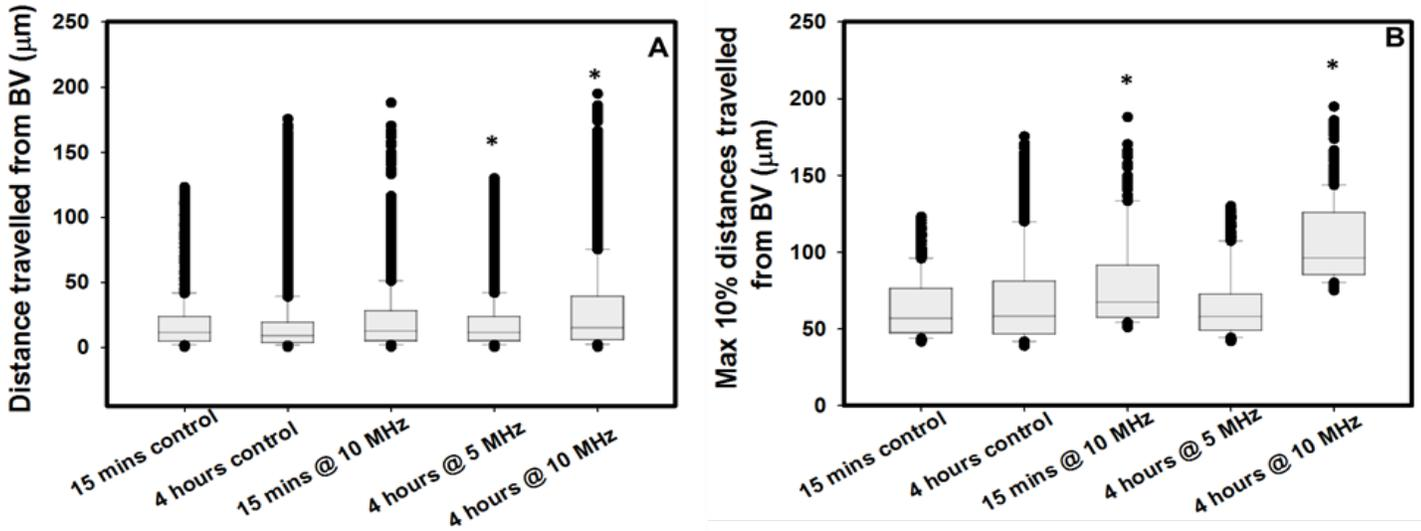 Distance travelled from BV (µm)
250
200
150
100
50
0
A
*
*
15 mins control
4 hours control
15 mins @ 10 MHz
4 hours @ 5 MHz
4 hours @ 10 MHz
Max 10% distances travelled
from BV (µm)
250
200
150
100
50
0
B
*
*
15 mins control
4 hours control
15 mins @ 10 MHz
4 hours @ 5 MHz
4 hours @ 10 MHz